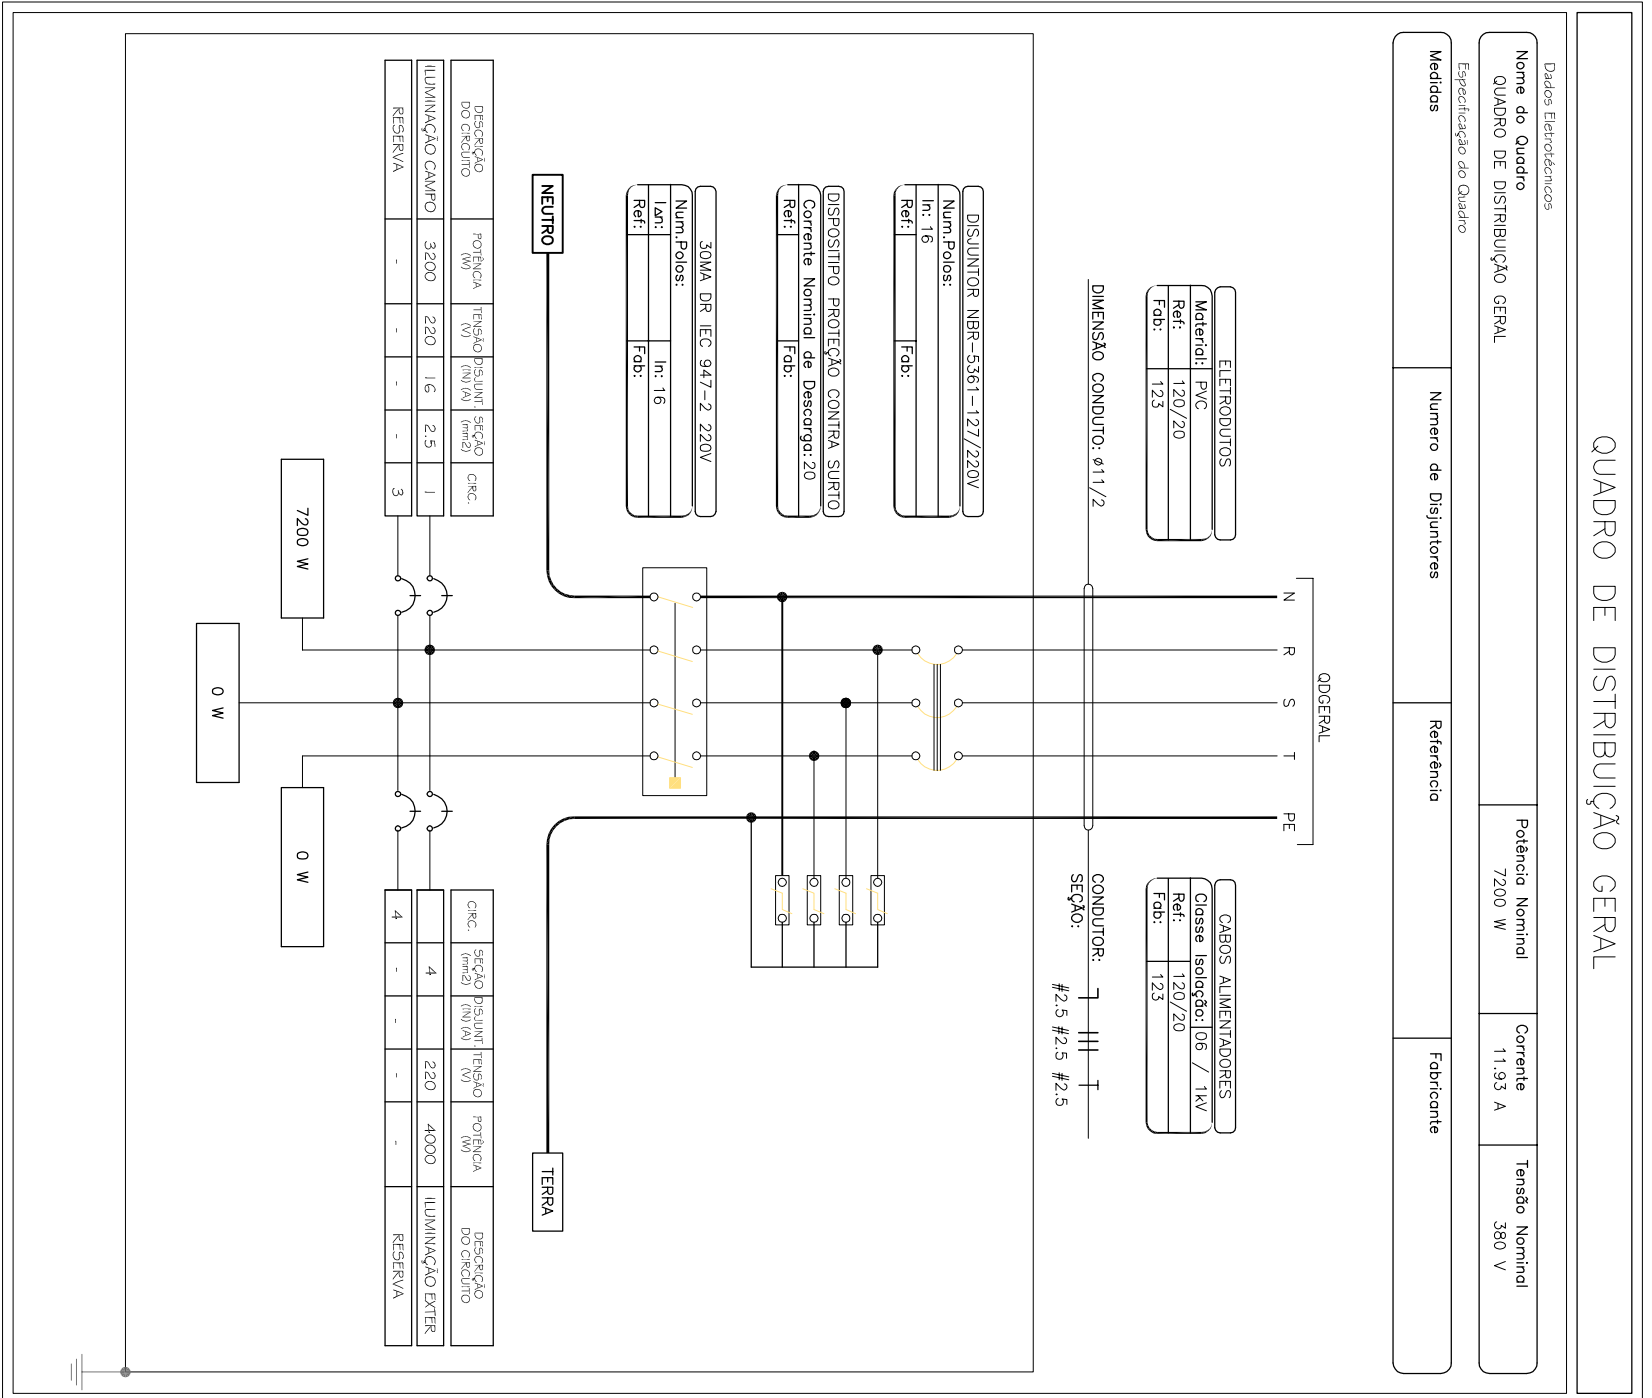 QUADRO DE DISTRIBUIÇÃO GERAL
Dados Eletrotécnicos
Nome do Quadro
QUADRO DE DISTRIBUIÇÃO GERAL
Potência Nominal
7200 W
Corrente
11.93 A
Tensão Nominal
380 V
Especificação do Quadro
Medidas
Numero de Disjuntores
Referência
Fabricante
QDGERAL
N
R
S
T
PE
ELETRODUTOS
Material: PVC
Ref: 120/20
Fab: 123
CABOS ALIMENTADORES
Classe Isolação: 06 / 1kV
Ref: 120/20
Fab: 123
DIMENSÃO CONDUTO: ø11/2
CONDUTOR:
SEÇÃO:
#2.5 #2.5 #2.5
DISJUNTOR NBR-5361-127/220V
Num.Polos:
In: 16
Ref: Fab:
DISPOSITIPO PROTEÇÃO CONTRA SURTO
Corrente Nominal de Descarga: 20
Ref: Fab:
30MA DR IEC 947-2 220V
Num.Polos:
I∆n: In: 16
Ref: Fab:
NEUTRO
TERRA
DESCRIÇÃO
DO CIRCUITO
POTÊNCIA
(W)
TENSÃO
(V)
DISJUNT.
(IN) (A)
SEÇÃO
(mm2)
CIRC.
ILUMINAÇÃO CAMPO 3200 220 16 2.5 1
RESERVA - - - - 3
CIRC.
SEÇÃO
(mm2)
DISJUNT.
(IN) (A)
TENSÃO
(V)
POTÊNCIA
(W)
DESCRIÇÃO
DO CIRCUITO
4 220 4000 ILUMINAÇÃO EXTER
4 - - - - RESERVA
7200 W
0 W
0 W